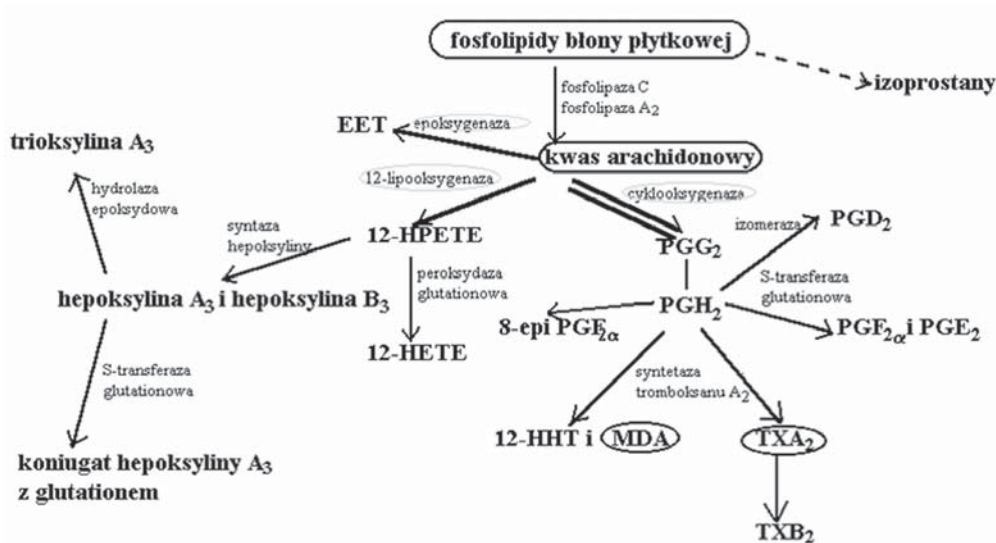 fosfolipidy błony płytkowej
izoprostany
fosfolipaza C
fosfolipaza A2
EET
epoksygenaza
kwas arachidonowy
trioksylina A3
12-lipooksygenaza
cyklooksygenaza
hydrolaza
epoksydowa
syntaza
hepoksyliny
12-HPETE
PGG2
izomeraza
PGD2
peroksydaza
glutationowa
S-transferaza
glutationowa
hepoksylina A3 i hepoksylina B3
PGH2
8-epi PGF2α
PGF2α i PGE2
12-HETE
S-transferaza
glutationowa
syntetaza
tromboksanu A2
12-HHT i MDA
TXA2
koniugat hepoksyliny A3
z glutationem
TXB2